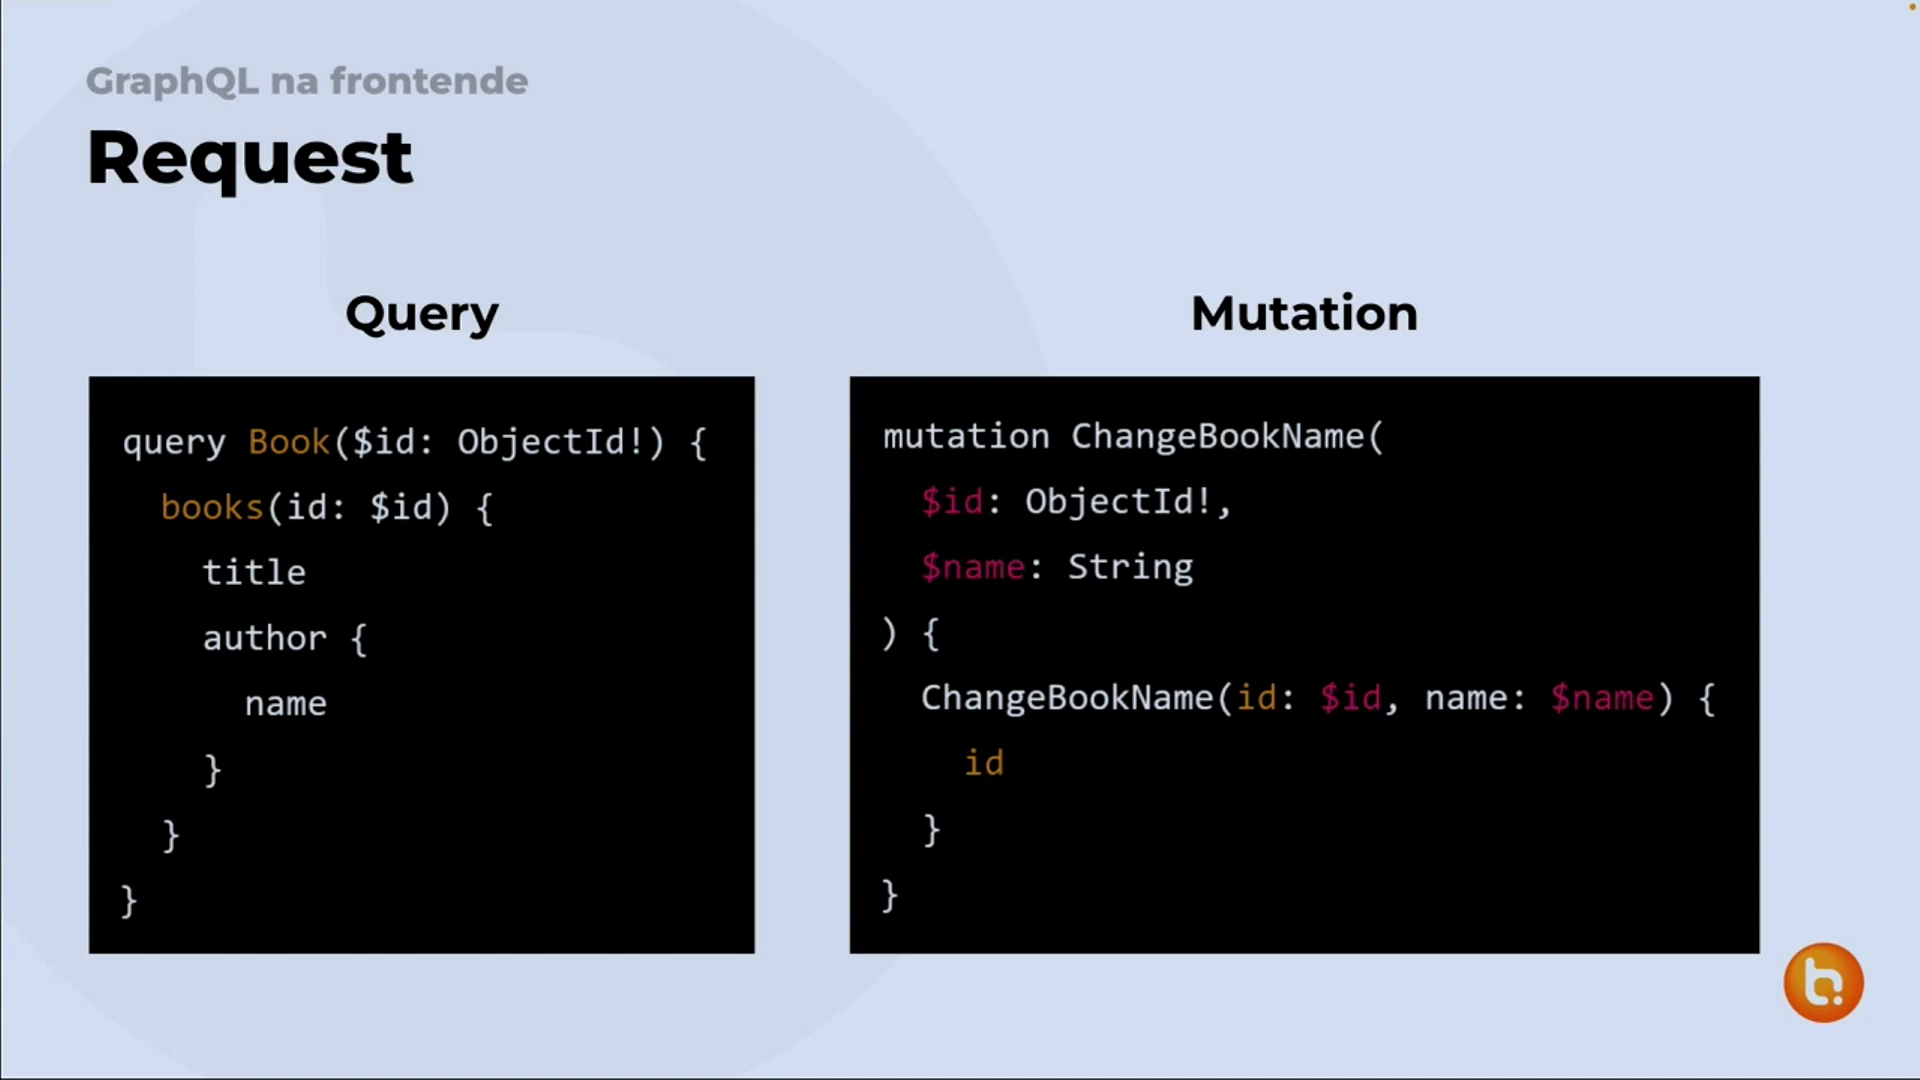 GraphQL na frontende
Request
Query
query Book($id: ObjectId!) {
  books(id: $id) {
    title
    author {
      name
    }
  }
}
Mutation
mutation ChangeBookName(
  $id: ObjectId!,
  $name: String
) {
  ChangeBookName(id: $id, name: $name) {
    id
  }
}